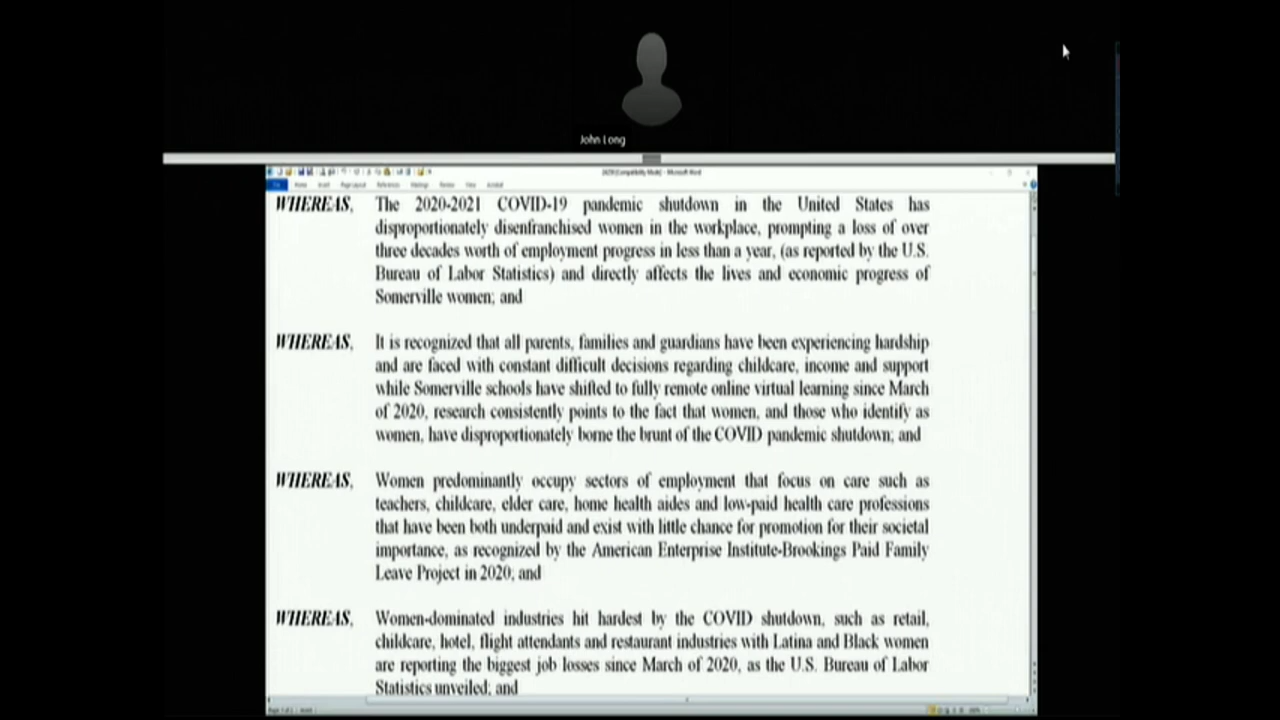 John Long
WHEREAS, The 2020-2021 COVID-19 pandemic shutdown in the United States has
disproportionately disenfranchised women in the workplace, prompting a loss of over
three decades worth of employment progress in less than a year, (as reported by the U.S.
Bureau of Labor Statistics) and directly affects the lives and economic progress of
Somerville women; and
WHEREAS, It is recognized that all parents, families and guardians have been experiencing hardship
and are faced with constant difficult decisions regarding childcare, income and support
while Somerville schools have shifted to fully remote online virtual learning since March
of 2020, research consistently points to the fact that women, and those who identify as
women, have disproportionately borne the brunt of the COVID pandemic shutdown; and
WHEREAS, Women predominantly occupy sectors of employment that focus on care such as
teachers, childcare, elder care, home health aides and low-paid health care professions
that have been both underpaid and exist with little chance for promotion for their societal
importance, as recognized by the American Enterprise Institute-Brookings Paid Family
Leave Project in 2020; and
WHEREAS, Women-dominated industries hit hardest by the COVID shutdown, such as retail,
childcare, hotel, flight attendants and restaurant industries with Latina and Black women
are reporting the biggest job losses since March of 2020, as the U.S. Bureau of Labor
Statistics unveiled; and